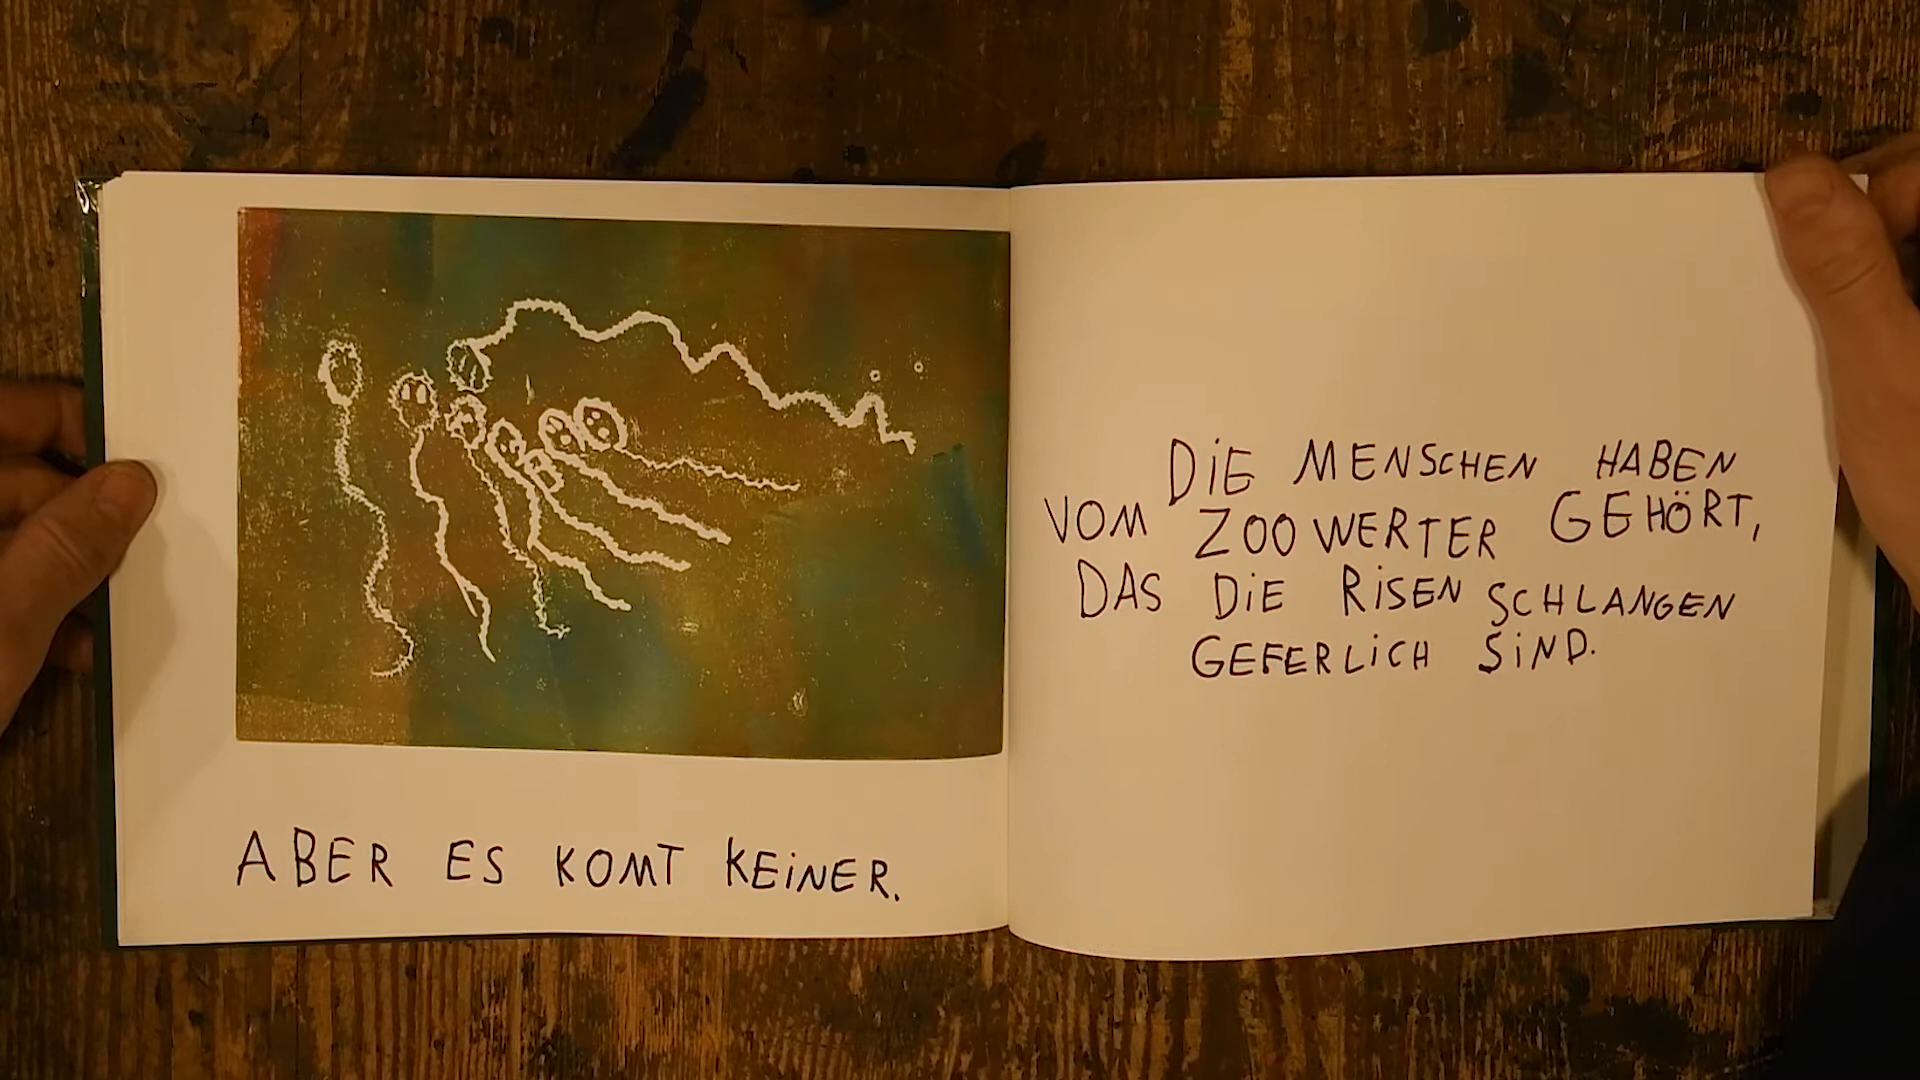 ABER ES KOMT KEINER.
DIE MENSCHEN HABEN
VOM ZOOWERTER GEHÖRT,
DAS DIE RISEN SCHLANGEN
GEFERLICH SIND.